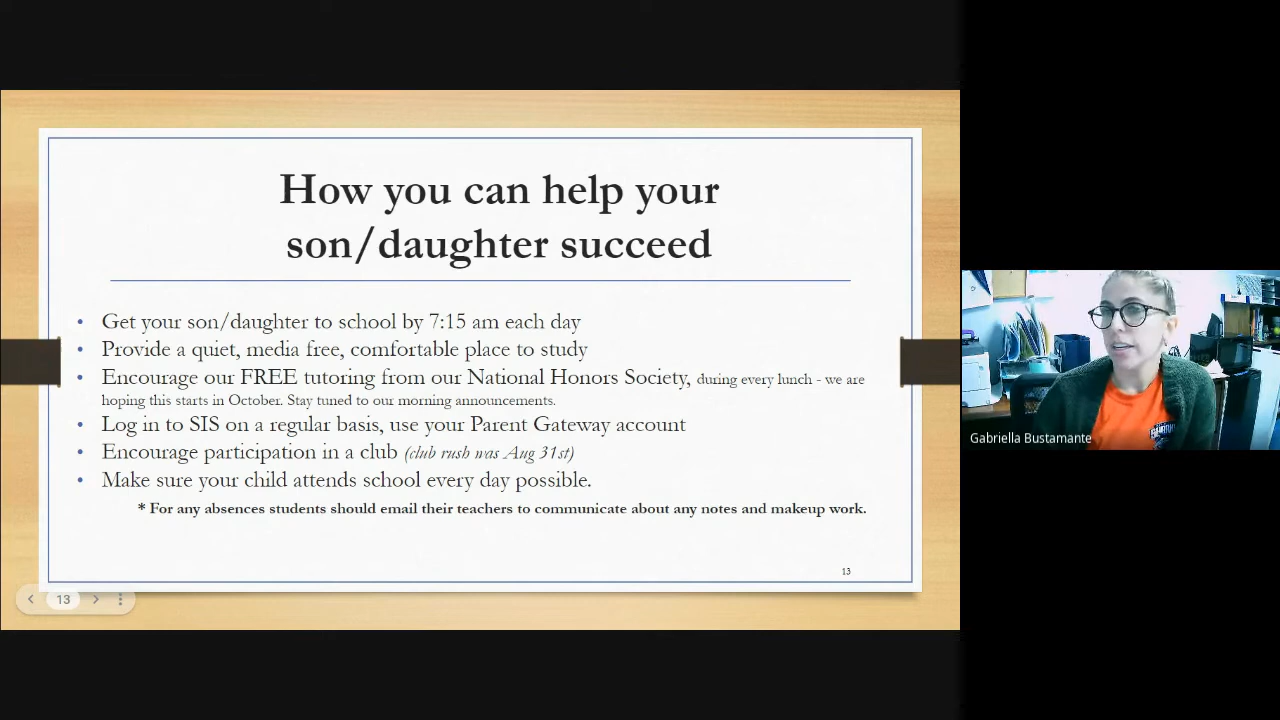 How you can help your
son/daughter succeed
• Get your son/daughter to school by 7:15 am each day
• Provide a quiet, media free, comfortable place to study
• Encourage our FREE tutoring from our National Honors Society, during every lunch - we are
hoping this starts in October. Stay tuned to our morning announcements.
• Log in to SIS on a regular basis, use your Parent Gateway account
• Encourage participation in a club (club rush was Aug 31st)
• Make sure your child attends school every day possible.
* For any absences students should email their teachers to communicate about any notes and makeup work.
13
13
Gabriella Bustamante